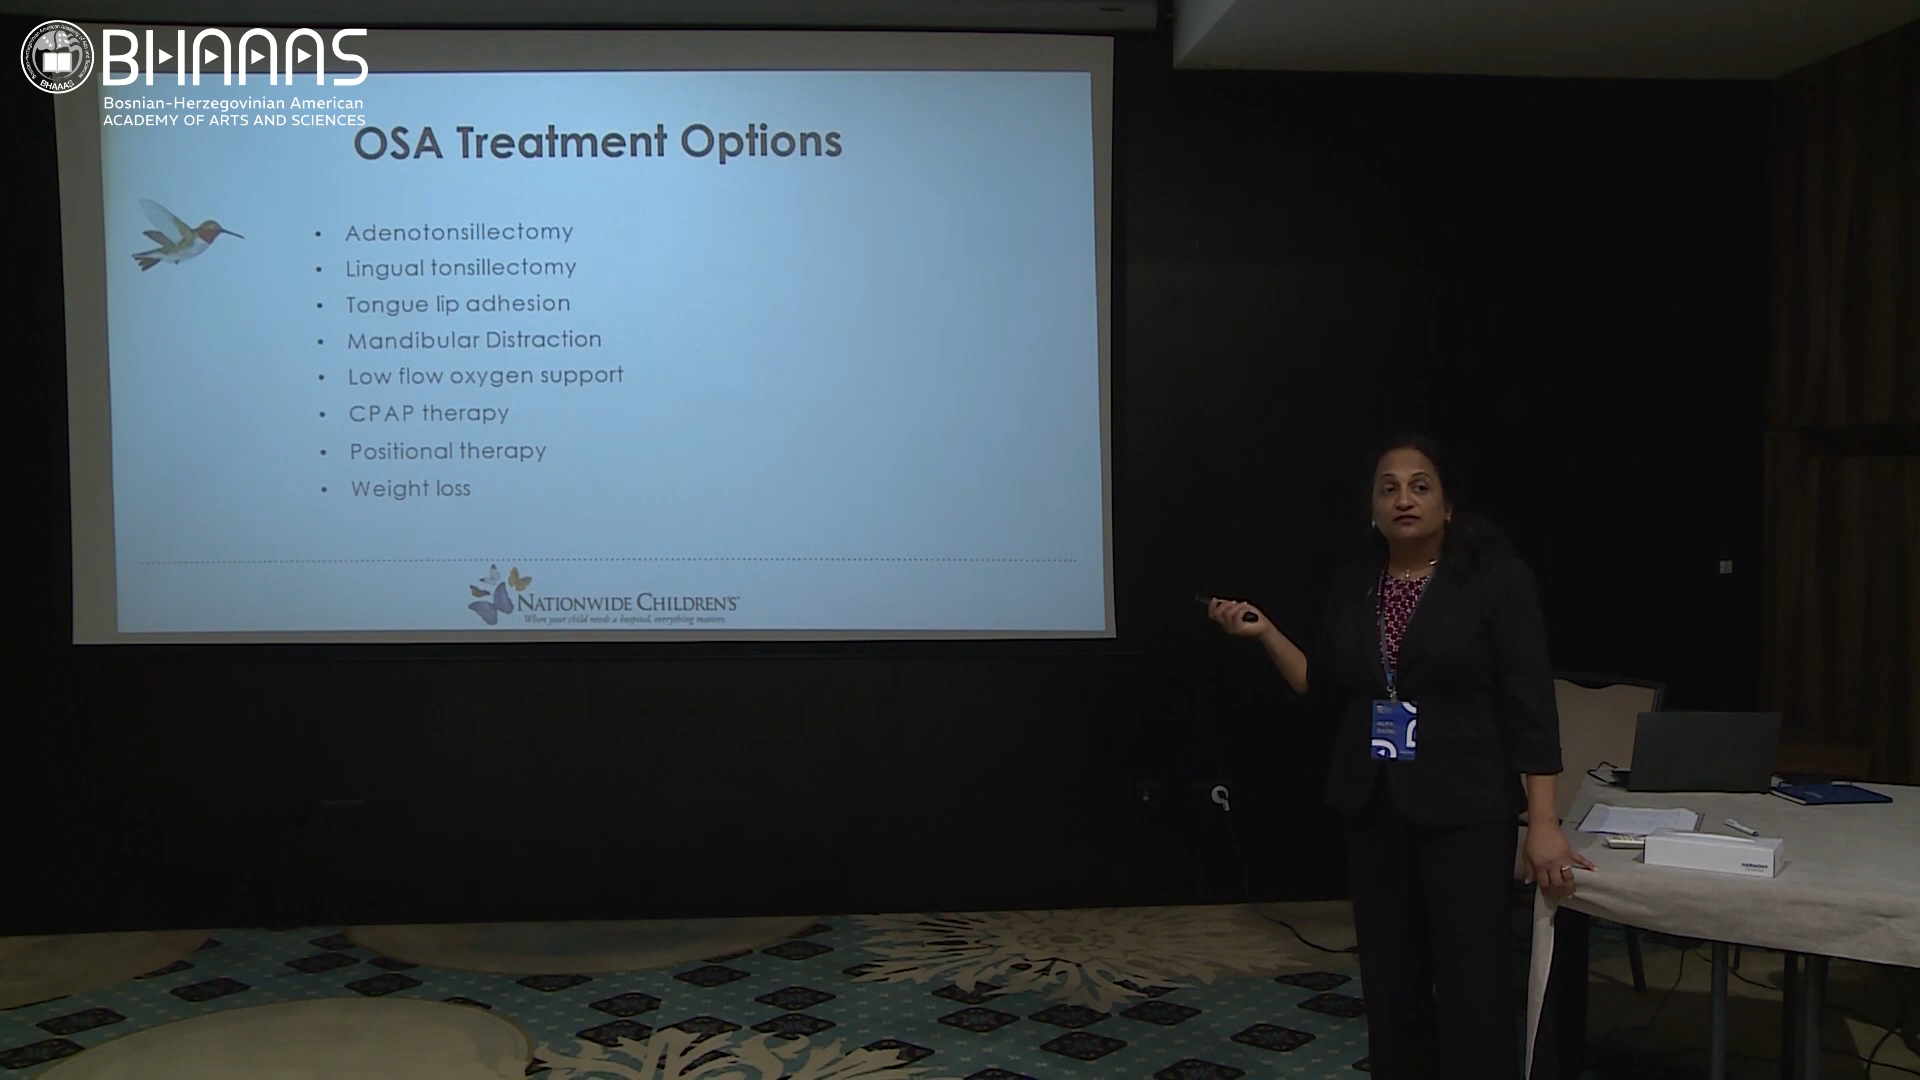 BHAAAS
Bosnian-Herzegovinian American
ACADEMY OF ARTS AND SCIENCES
BHAAAS
OSA Treatment Options
• Adenotonsillectomy
• Lingual tonsillectomy
• Tongue lip adhesion
• Mandibular Distraction
• Low flow oxygen support
• CPAP therapy
• Positional therapy
• Weight loss
NATIONWIDE CHILDREN'S
When your child needs a hospital, everything matters.